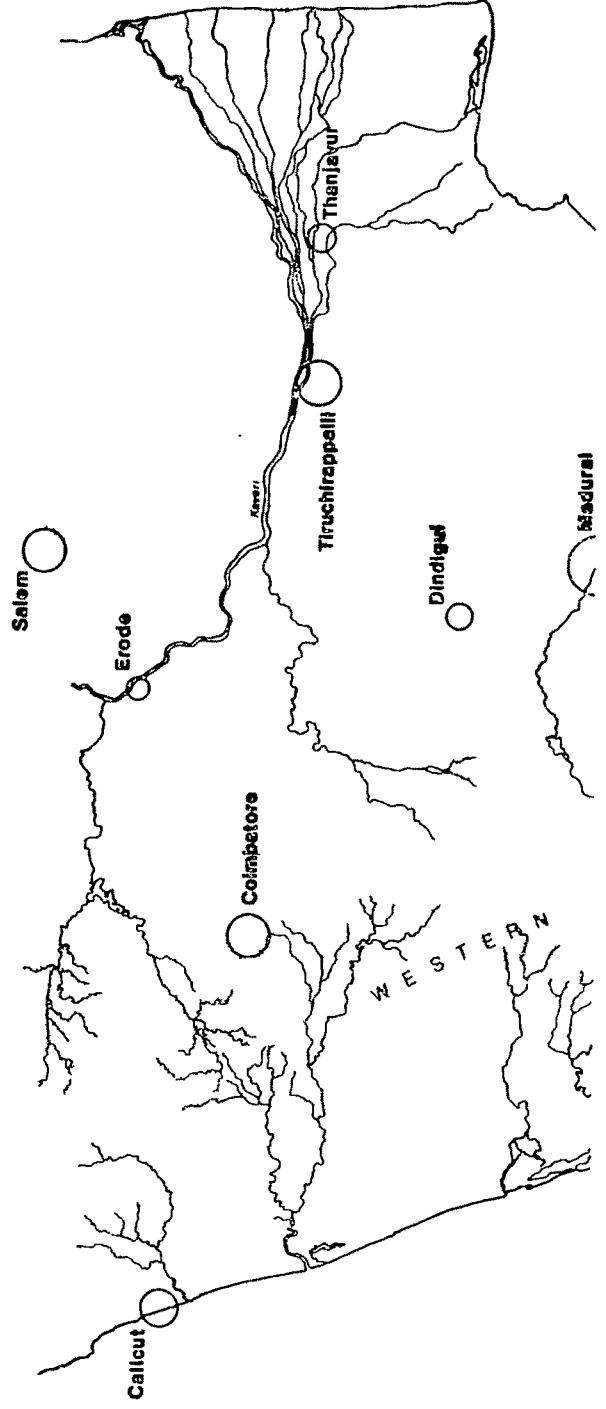 Salem
Erode
Kaveri
Thanjavur
Tiruchirappalli
Coimbatore
Calicut
Dindigul
Madurai
WESTERN